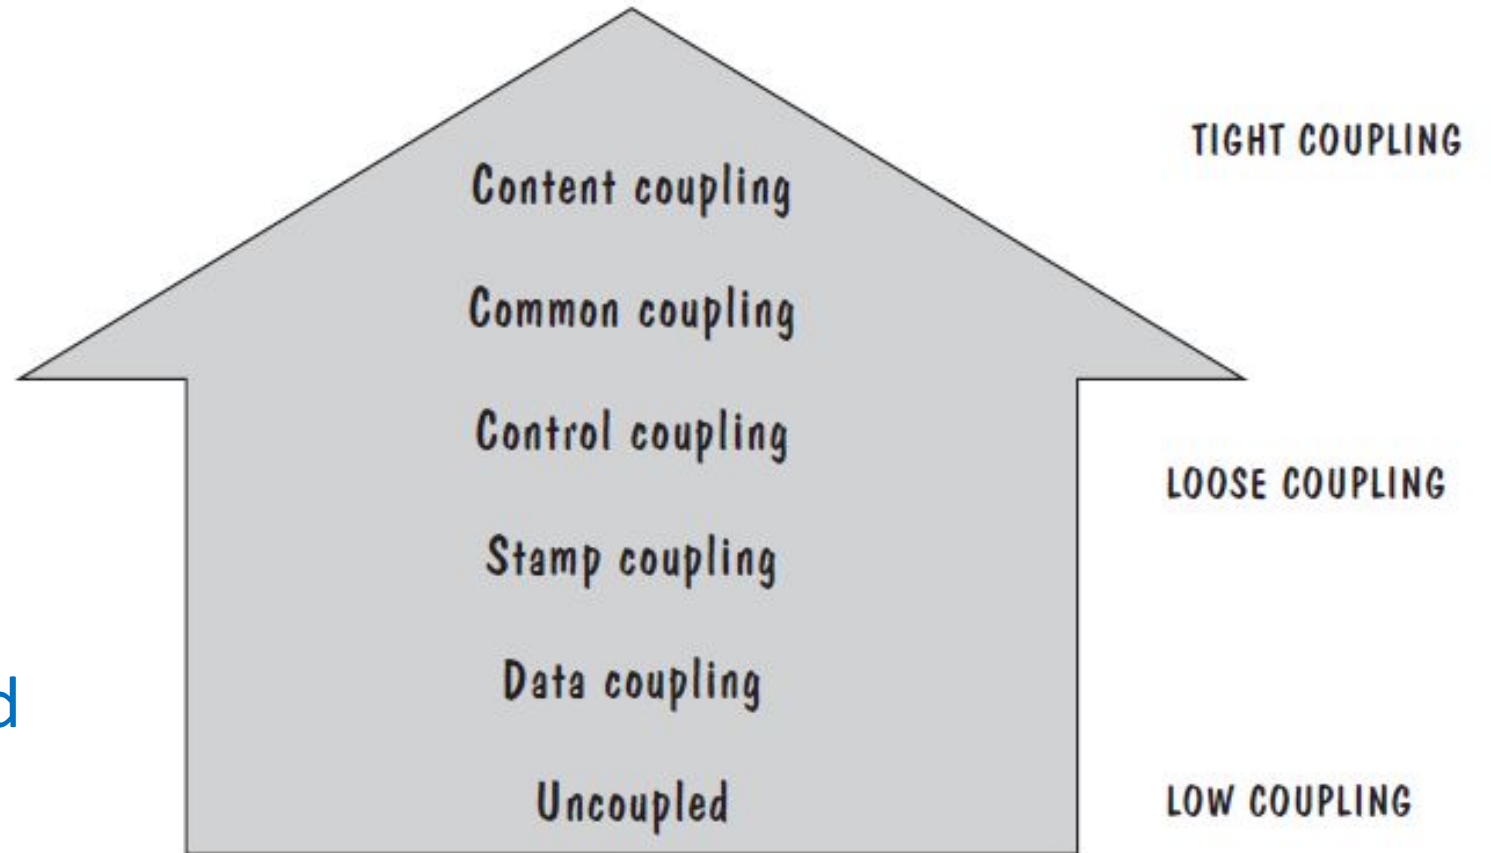 TIGHT COUPLING
Content coupling
Common coupling
Control coupling
LOOSE COUPLING
Stamp coupling
Data coupling
d
Uncoupled
LOW COUPLING